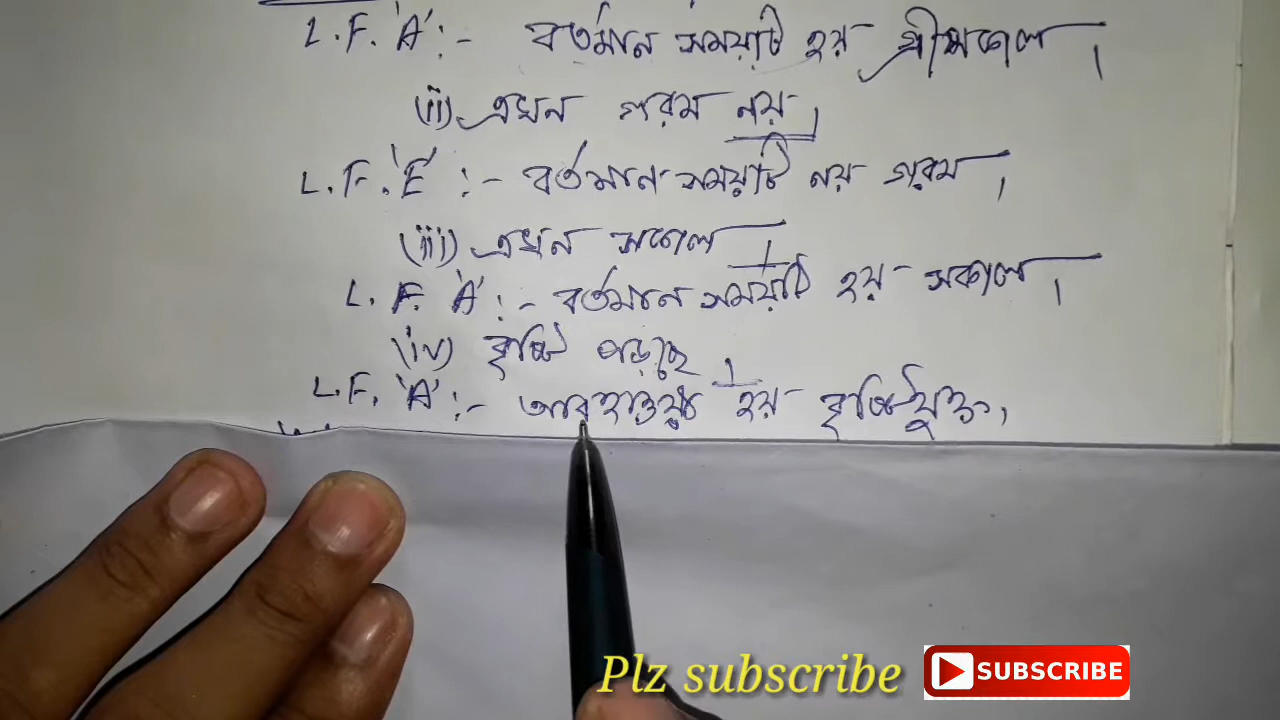 L.F. 'A':- বর্তমান সময়টি হয় গ্রীষ্মকাল।
(ii) এখন গরম নয়।
L.F. 'E':- বর্তমান সময়টি নয় গরম।
(iii) এখন সকাল।
L.F. 'A':- বর্তমান সময়টি হয় সকাল।
(iv) বৃষ্টি পড়ছে।
L.F. 'A':- আবহাওয়া হয় বৃষ্টিযুক্ত।
Plz subscribe
SUBSCRIBE